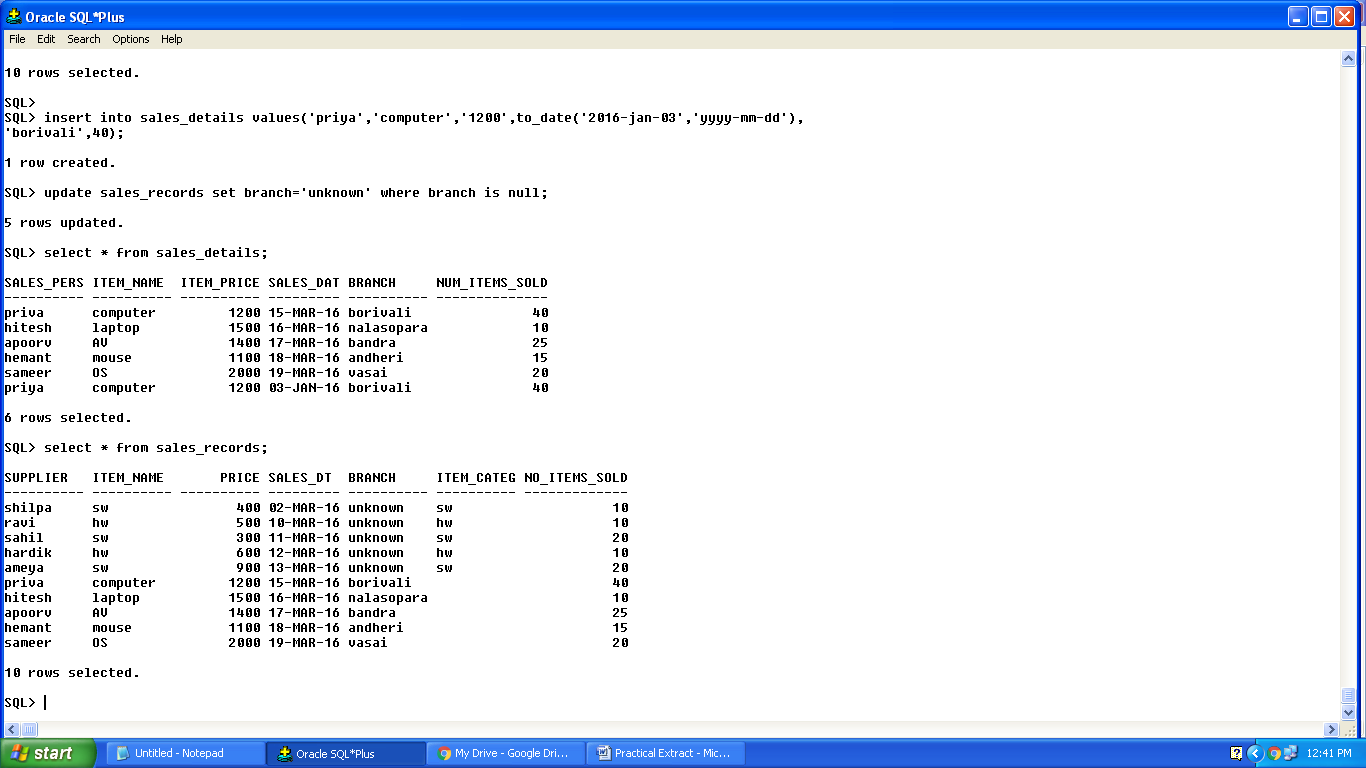 Oracle SQL*Plus
File Edit Search Options Help
10 rows selected.
SQL>
SQL> insert into sales_details values('priya','computer','1200',to_date('2016-jan-03','yyyy-mm-dd'),
'borivali',40);
1 row created.
SQL> update sales_records set branch='unknown' where branch is null;
5 rows updated.
SQL> select * from sales_details;
SALES_PERS ITEM_NAME  ITEM_PRICE SALES_DAT BRANCH     NUM_ITEMS_SOLD
---------- ---------- ---------- --------- ---------- --------------
priva      computer         1200 15-MAR-16 borivali               40
hitesh     laptop           1500 16-MAR-16 nalasopara             10
apoorv     AV               1400 17-MAR-16 bandra                 25
hemant     mouse            1100 18-MAR-16 andheri                15
sameer     OS               2000 19-MAR-16 vasai                  20
priya      computer         1200 03-JAN-16 borivali               40
6 rows selected.
SQL> select * from sales_records;
SUPPLIER   ITEM_NAME       PRICE SALES_DT  BRANCH     ITEM_CATEG NO_ITEMS_SOLD
---------- ---------- ---------- --------- ---------- ---------- -------------
shilpa     sw                400 02-MAR-16 unknown    sw                    10
ravi       hw                500 10-MAR-16 unknown    hw                    10
sahil      sw                300 11-MAR-16 unknown    sw                    20
hardik     hw                600 12-MAR-16 unknown    hw                    10
ameya      sw                900 13-MAR-16 unknown    sw                    20
priva      computer         1200 15-MAR-16 borivali                         40
hitesh     laptop           1500 16-MAR-16 nalasopara                       10
apoorv     AV               1400 17-MAR-16 bandra                           25
hemant     mouse            1100 18-MAR-16 andheri                          15
sameer     OS               2000 19-MAR-16 vasai                            20
10 rows selected.
SQL>
start Untitled - Notepad Oracle SQL*Plus My Drive - Google Dri... Practical Extract - Mic... 12:41 PM